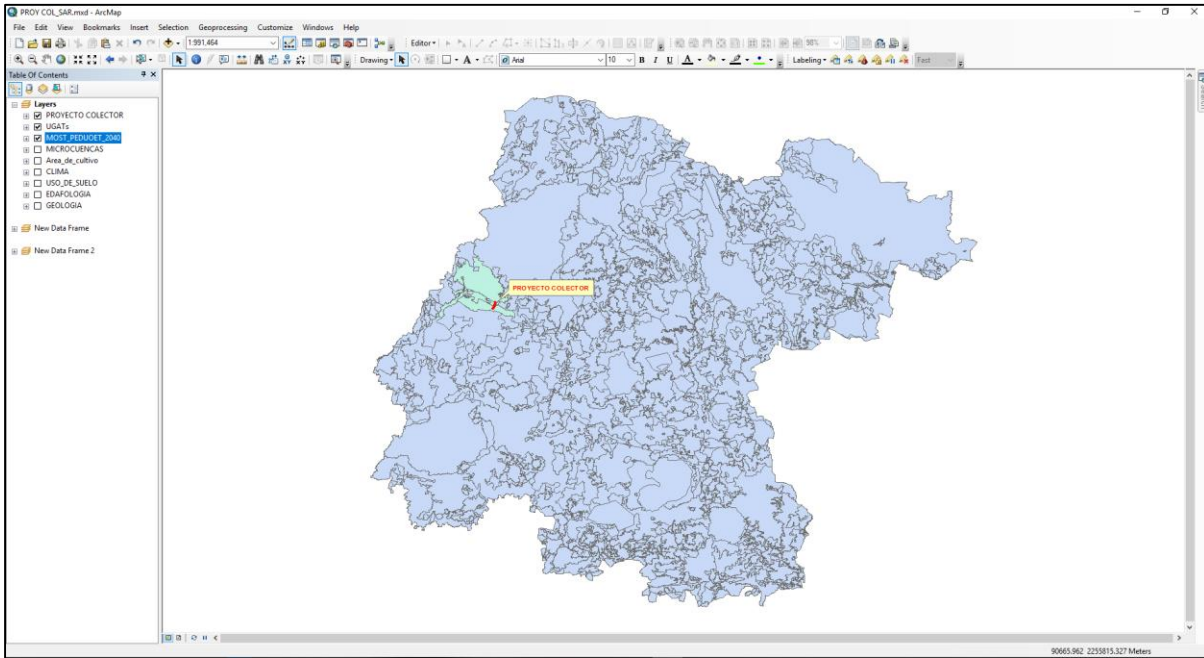 PROY COL_SAR.mxd - ArcMap
File Edit View Bookmarks Insert Selection Geoprocessing Customize Windows Help
1:991,464
Editor
98%
Drawing
Arial
10
B I U A
Labeling
Fast
Table Of Contents
Layers
PROYECTO COLECTOR
UGATs
MOST_PEDUOET_2040
MICROCUENCAS
Area_de_cultivo
CLIMA
USO_DE_SUELO
EDAFOLOGIA
GEOLOGIA
New Data Frame
New Data Frame 2
PROYECTO COLECTOR
Search
90665.962 2255815.327 Meters